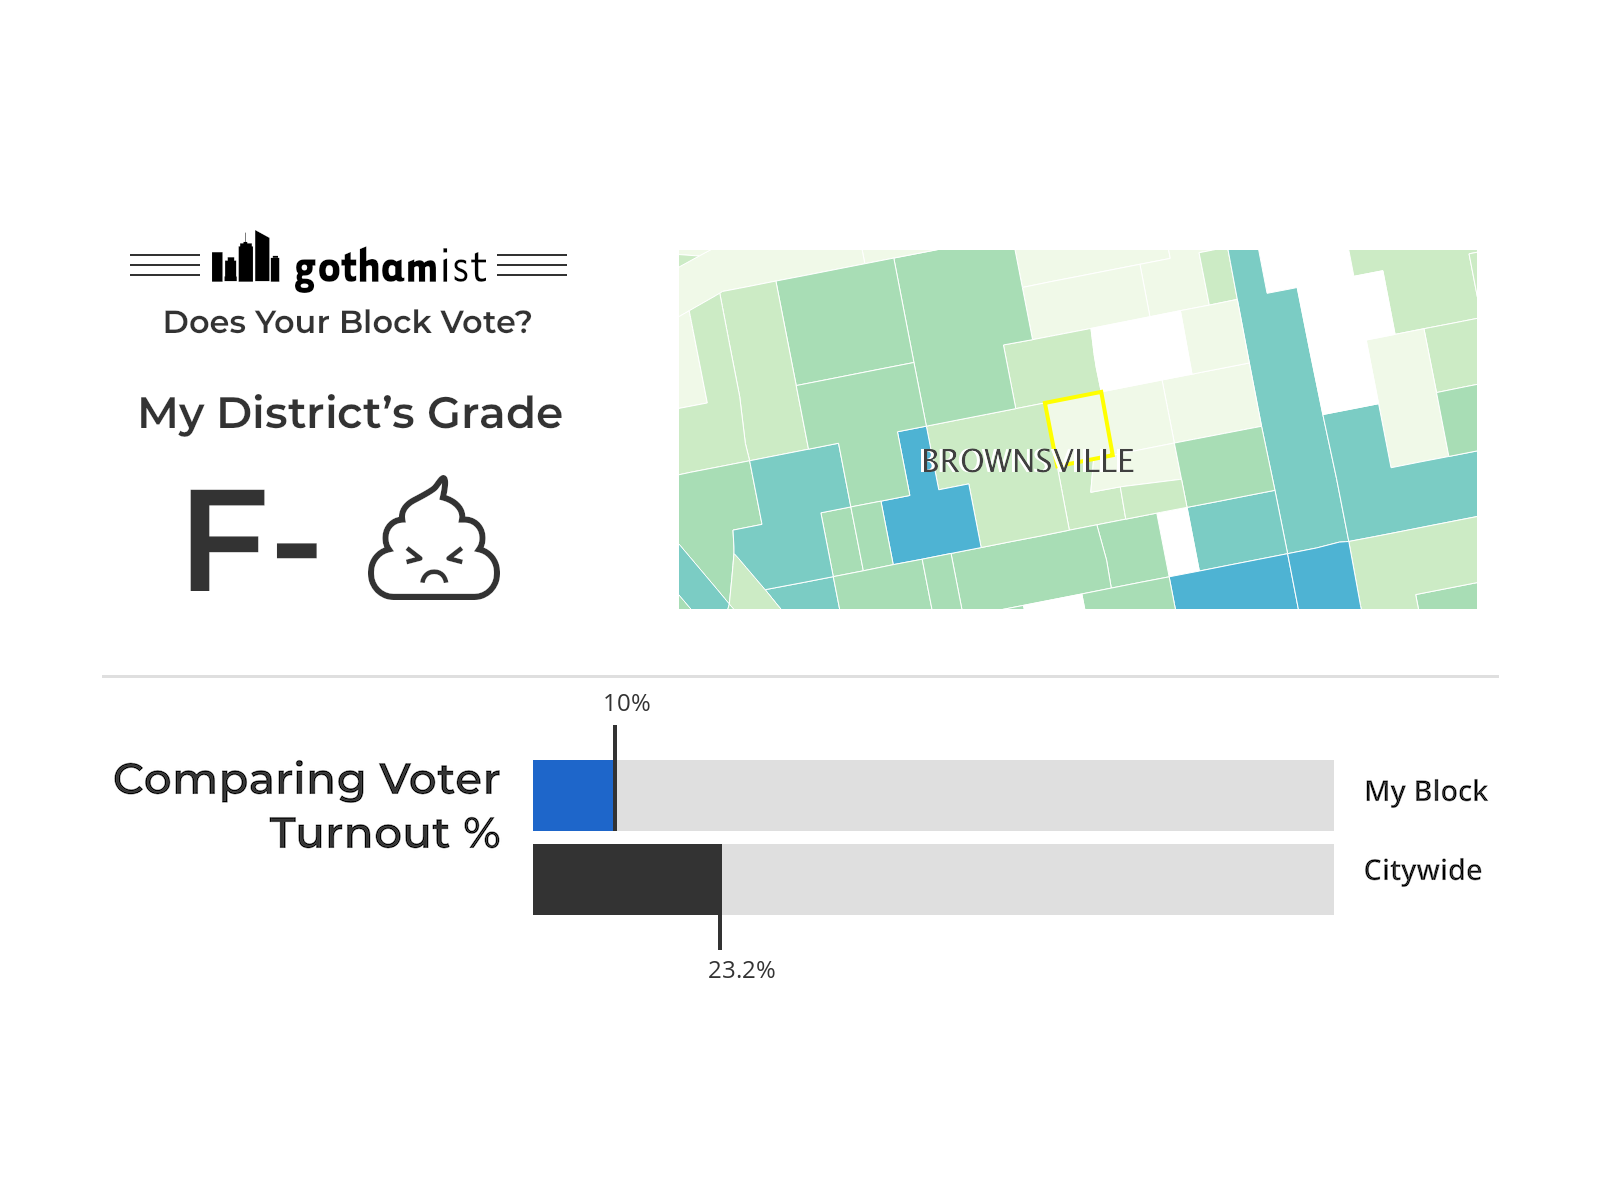 gothamist
Does Your Block Vote?
My District's Grade
F-
BROWNSVILLE
10%
Comparing Voter
Turnout %
My Block
Citywide
23.2%